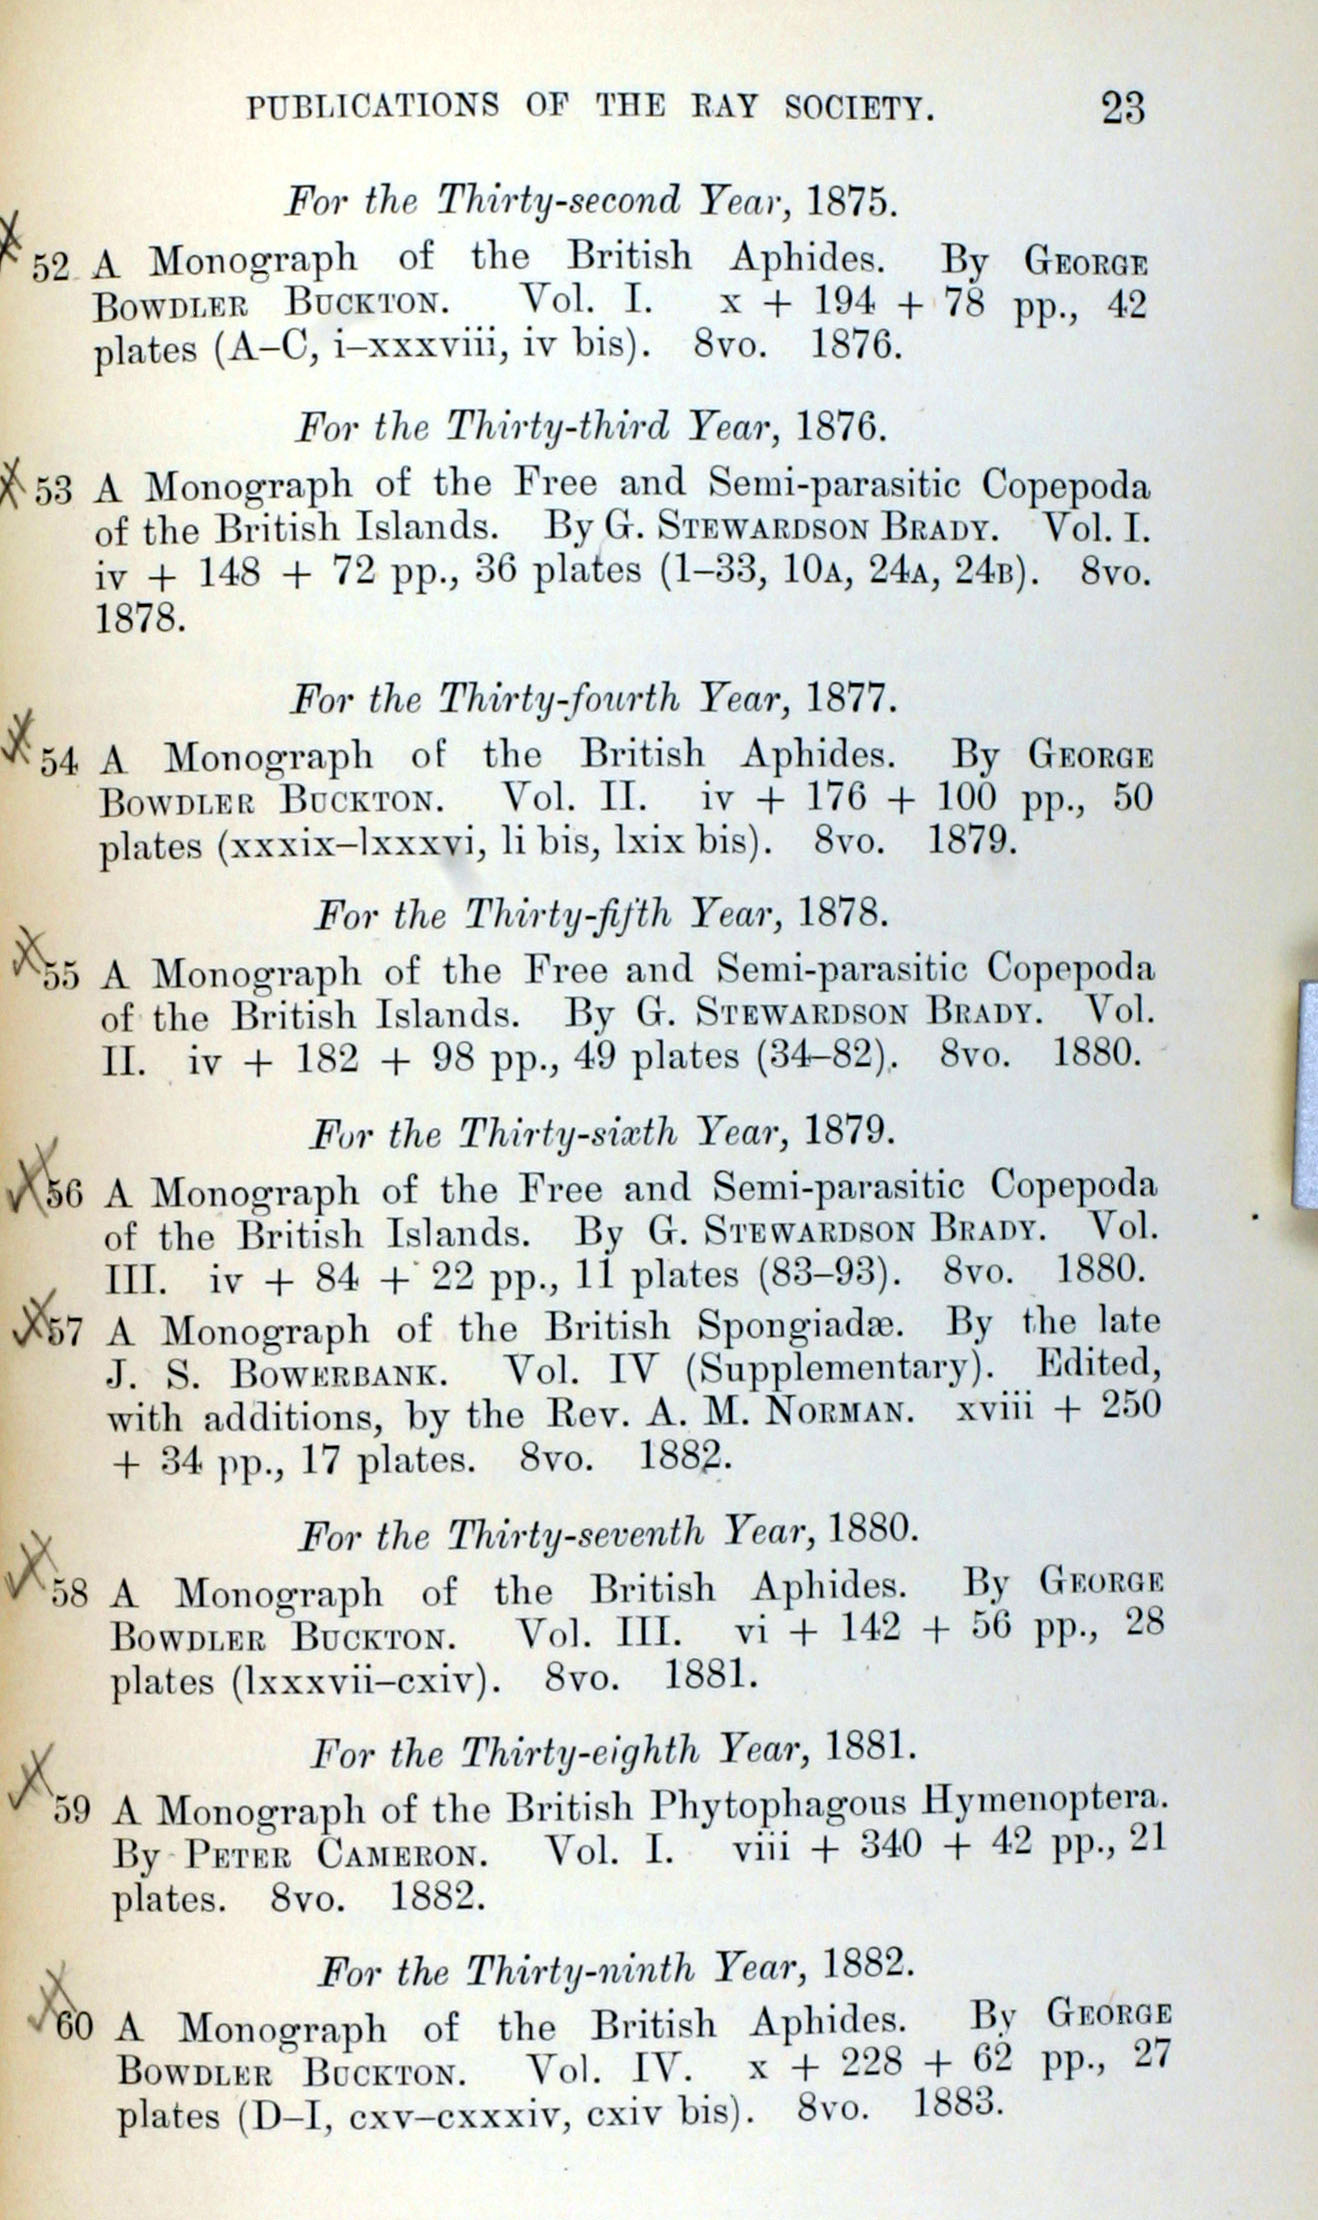 PUBLICATIONS OF THE RAY SOCIETY. 23
For the Thirty-second Year, 1875.
52 A Monograph of the British Aphides. By GEORGE
BOWDLER BUCKTON. Vol. I. x + 194 + 78 pp., 42
plates (A–C, i–xxxviii, iv bis). 8vo. 1876.
For the Thirty-third Year, 1876.
53 A Monograph of the Free and Semi-parasitic Copepoda
of the British Islands. By G. STEWARDSON BRADY. Vol. I.
iv + 148 + 72 pp., 36 plates (1–33, 10A, 24A, 24B). 8vo.
1878.
For the Thirty-fourth Year, 1877.
54 A Monograph of the British Aphides. By GEORGE
BOWDLER BUCKTON. Vol. II. iv + 176 + 100 pp., 50
plates (xxxix–lxxxvi, li bis, lxix bis). 8vo. 1879.
For the Thirty-fifth Year, 1878.
55 A Monograph of the Free and Semi-parasitic Copepoda
of the British Islands. By G. STEWARDSON BRADY. Vol.
II. iv + 182 + 98 pp., 49 plates (34–82). 8vo. 1880.
For the Thirty-sixth Year, 1879.
56 A Monograph of the Free and Semi-parasitic Copepoda
of the British Islands. By G. STEWARDSON BRADY. Vol.
III. iv + 84 + 22 pp., 11 plates (83–93). 8vo. 1880.
57 A Monograph of the British Spongiadæ. By the late
J. S. BOWERBANK. Vol. IV (Supplementary). Edited,
with additions, by the Rev. A. M. NORMAN. xviii + 250
+ 34 pp., 17 plates. 8vo. 1882.
For the Thirty-seventh Year, 1880.
58 A Monograph of the British Aphides. By GEORGE
BOWDLER BUCKTON. Vol. III. vi + 142 + 56 pp., 28
plates (lxxxvii–cxiv). 8vo. 1881.
For the Thirty-eighth Year, 1881.
59 A Monograph of the British Phytophagous Hymenoptera.
By PETER CAMERON. Vol. I. viii + 340 + 42 pp., 21
plates. 8vo. 1882.
For the Thirty-ninth Year, 1882.
60 A Monograph of the British Aphides. By GEORGE
BOWDLER BUCKTON. Vol. IV. x + 228 + 62 pp., 27
plates (D–I, cxv–cxxxiv, cxiv bis). 8vo. 1883.